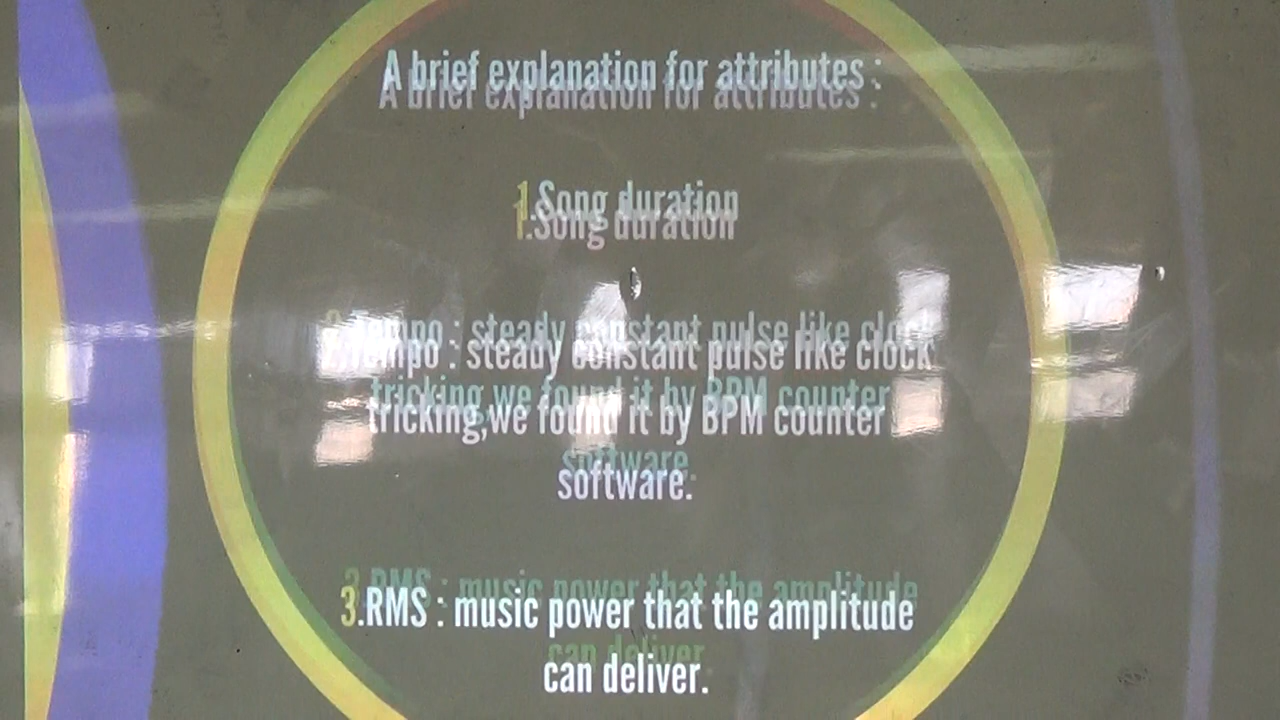 A brief explanation for attributes :
1.Song duration
2.Tempo : steady constant pulse like clock
tricking,we found it by BPM counter
software.
3.RMS : music power that the amplitude
can deliver.